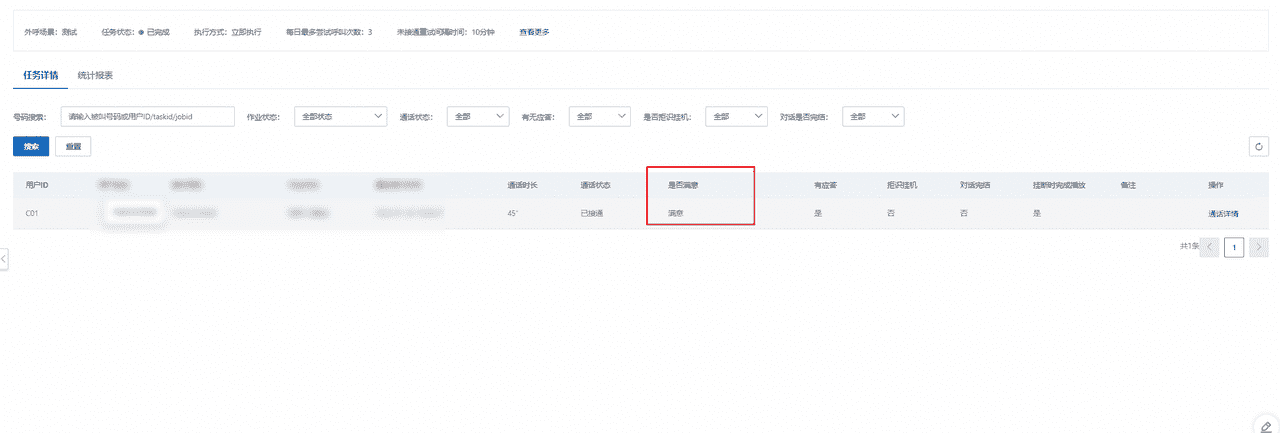 外呼场景：测试 任务状态： 已完成 执行方式：立即执行 每日最多尝试呼叫次数：3 未接通重试间隔时间：10分钟 查看更多
任务详情 统计报表
号码搜索： 请输入被叫号码或用户ID/taskid/jobid 作业状态： 全部状态 通话状态： 全部 有无应答： 全部 是否拒识挂机： 全部 对话是否完结： 全部
搜索 重置
用户ID 通话时长 通话状态 是否满意 有应答 拒识挂机 对话完结 挂断时完成播放 备注 操作
C01 45" 已接通 满意 是 否 否 是 通话详情
共1条 1